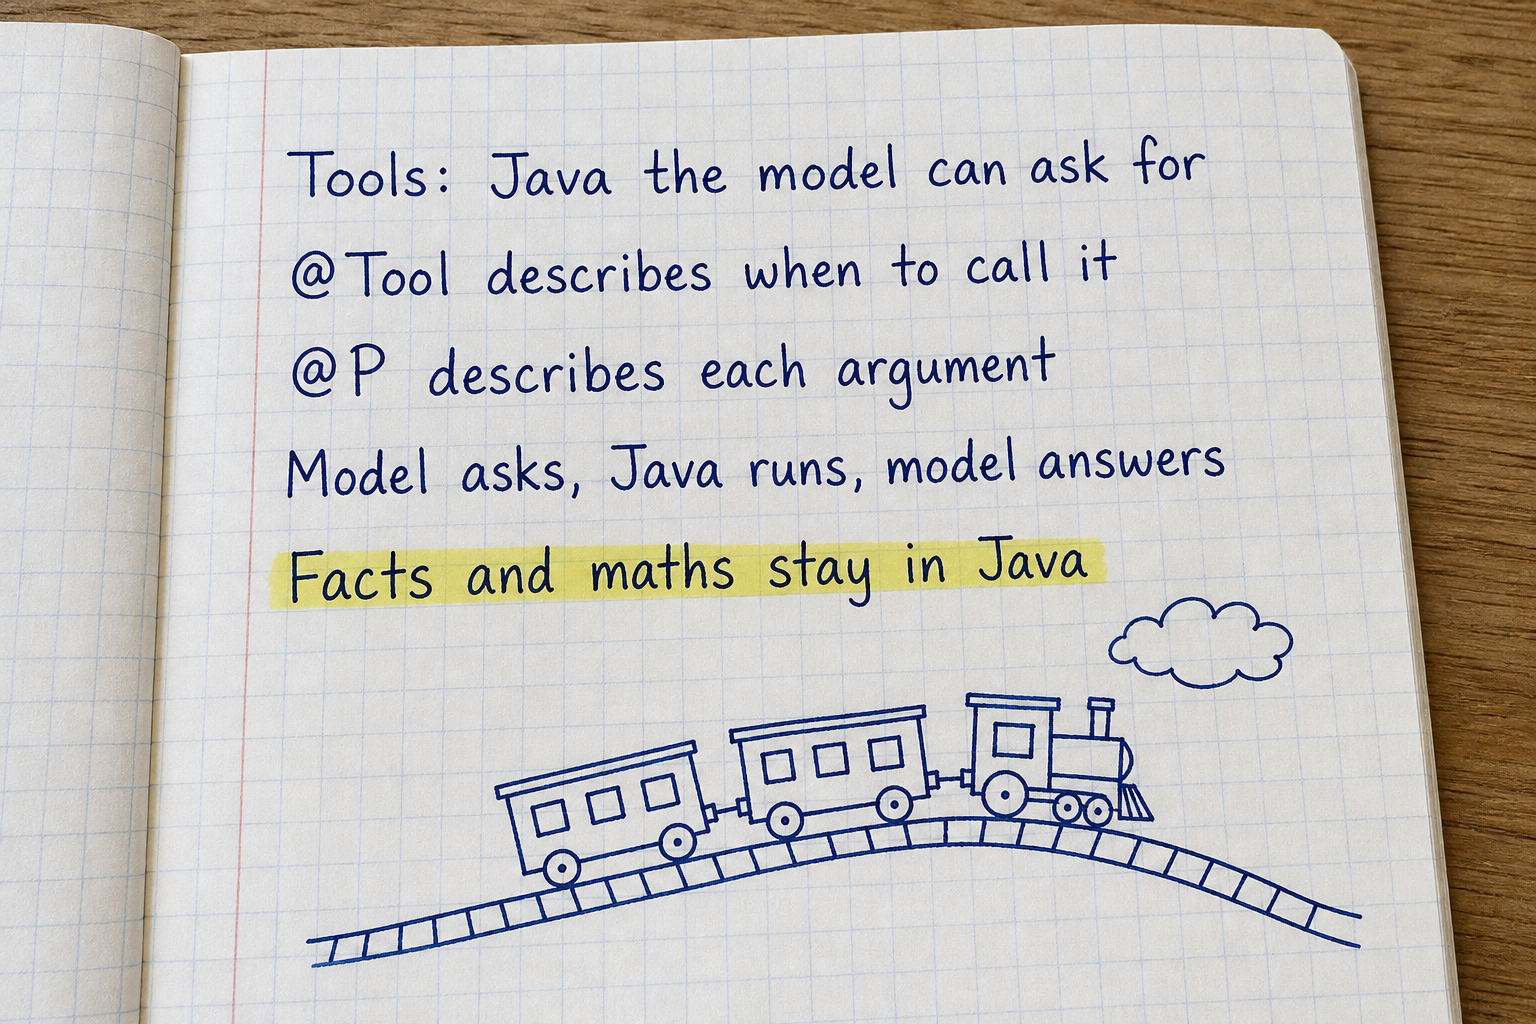 Tools: Java the model can ask for
@Tool describes when to call it
@P describes each argument
Model asks, Java runs, model answers
Facts and maths stay in Java